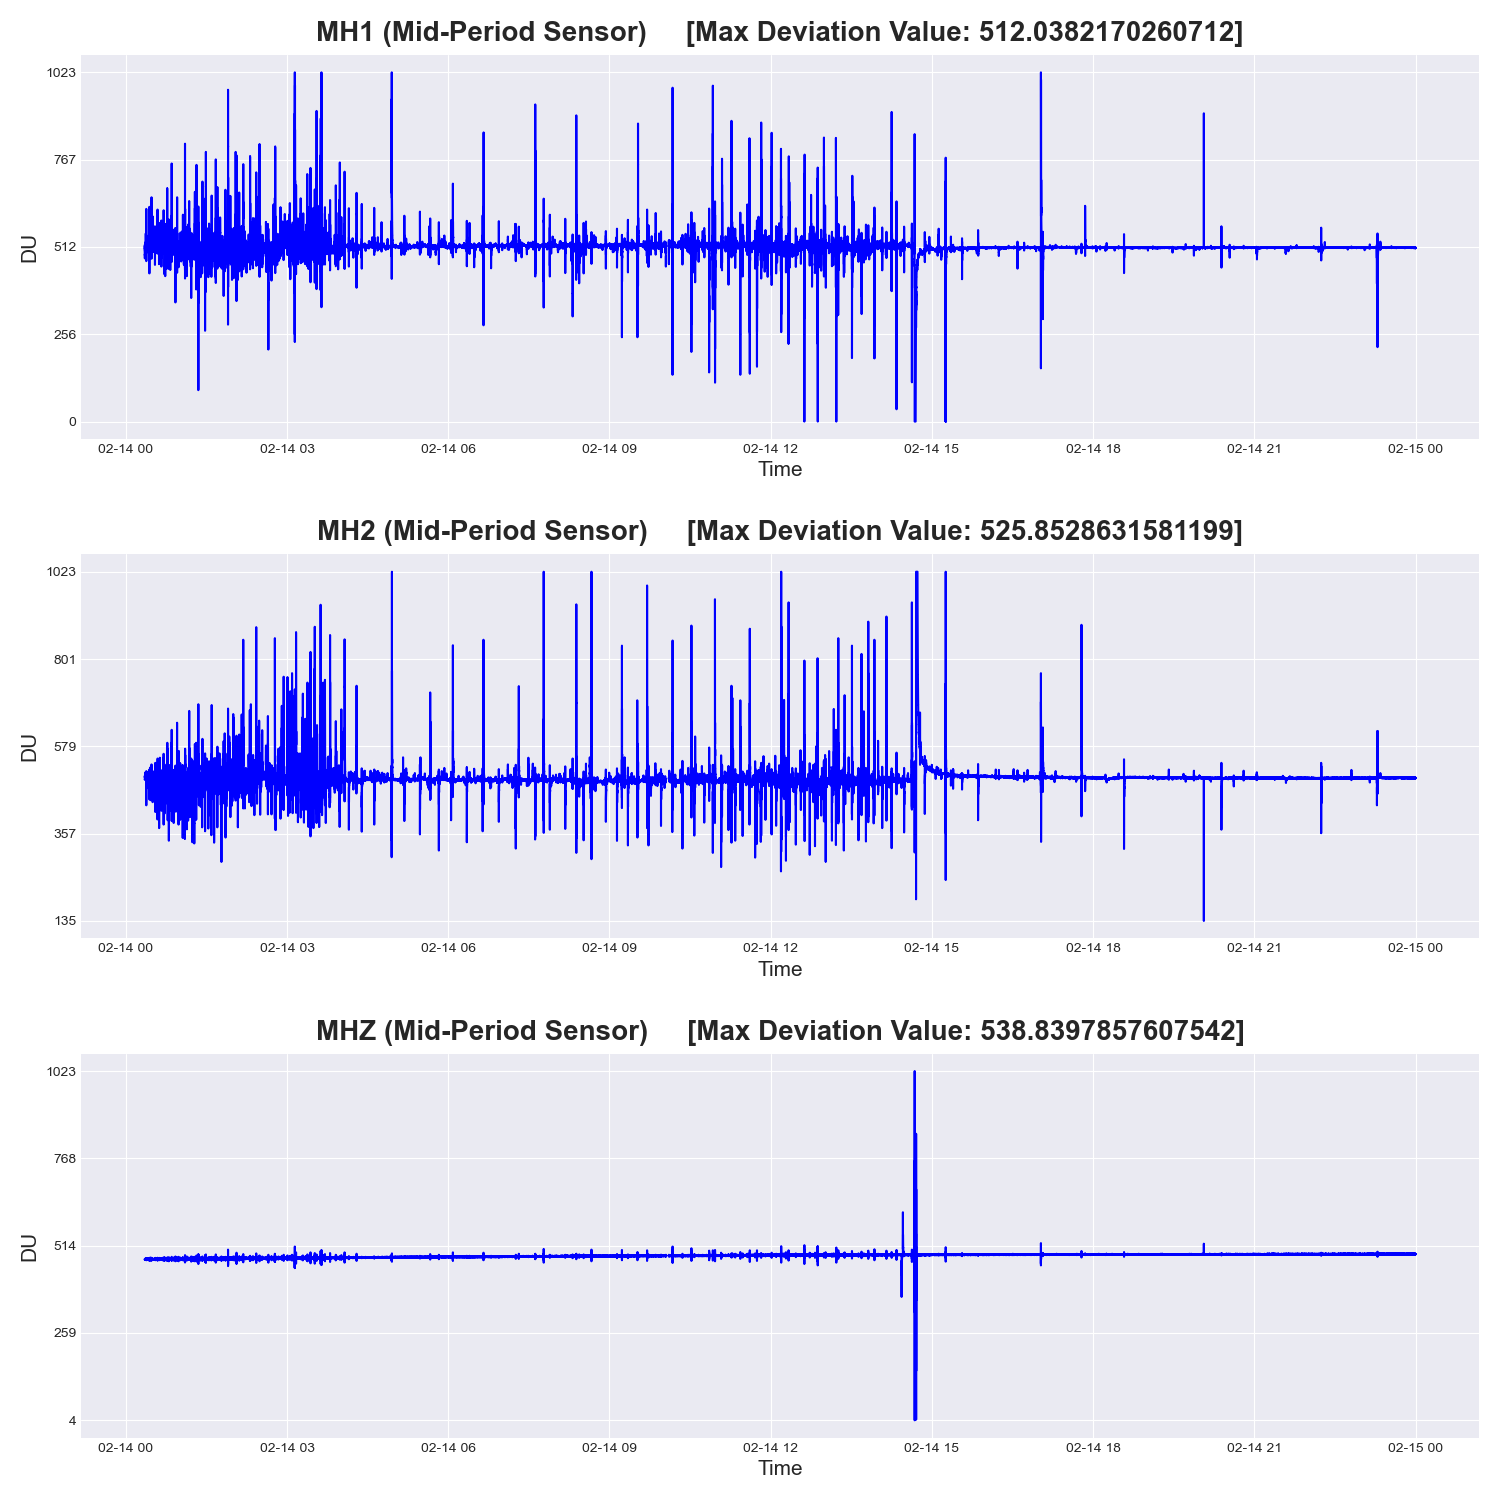 MH1 (Mid-Period Sensor) [Max Deviation Value: 512.0382170260712]
1023
767
512
256
0
DU
02-14 00 02-14 03 02-14 06 02-14 09 02-14 12 02-14 15 02-14 18 02-14 21 02-15 00
Time
MH2 (Mid-Period Sensor) [Max Deviation Value: 525.8528631581199]
1023
801
579
357
135
DU
02-14 00 02-14 03 02-14 06 02-14 09 02-14 12 02-14 15 02-14 18 02-14 21 02-15 00
Time
MHZ (Mid-Period Sensor) [Max Deviation Value: 538.8397857607542]
1023
768
514
259
4
DU
02-14 00 02-14 03 02-14 06 02-14 09 02-14 12 02-14 15 02-14 18 02-14 21 02-15 00
Time